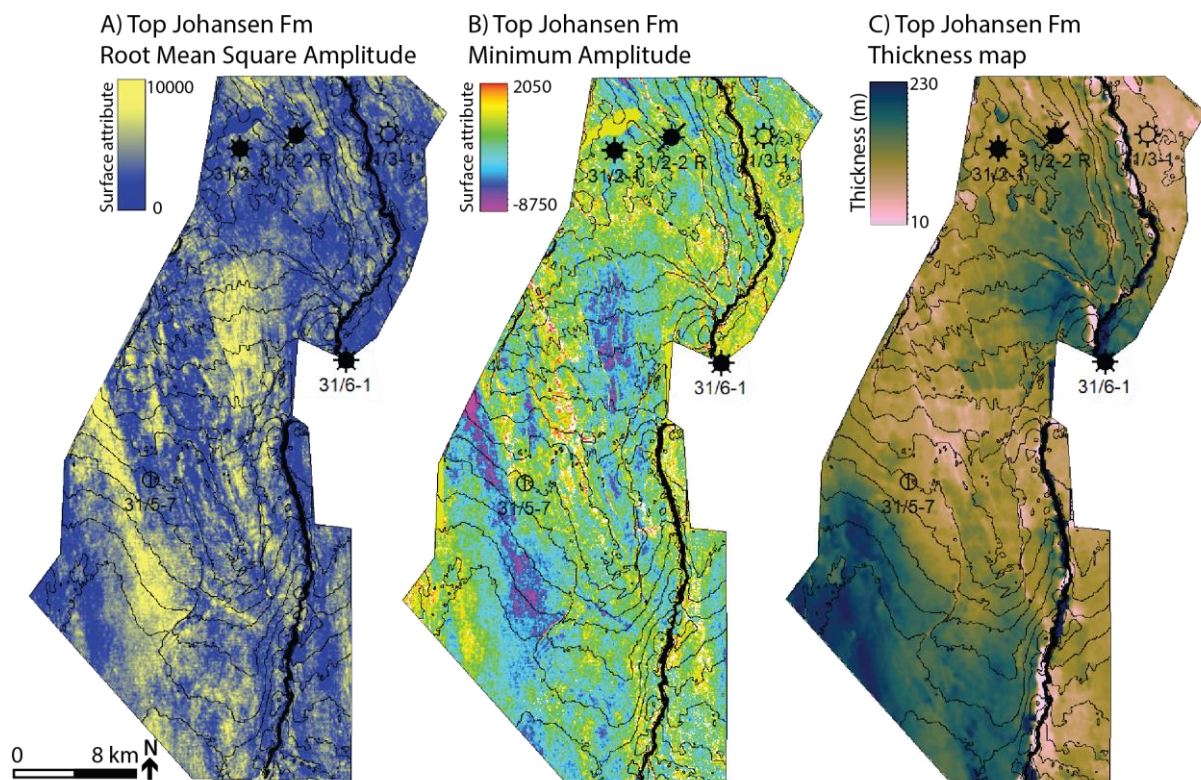 A) Top Johansen Fm
Root Mean Square Amplitude
10000
Surface attribute
0
31/2-1
31/2-2 R
1/3-1
31/6-1
31/5-7
0 8 km N
B) Top Johansen Fm
Minimum Amplitude
2050
Surface attribute
-8750
31/2-1
31/2-2 R
1/3-1
31/6-1
31/5-7
C) Top Johansen Fm
Thickness map
230
Thickness (m)
10
31/2-1
31/2-2 R
1/3-1
31/6-1
31/5-7